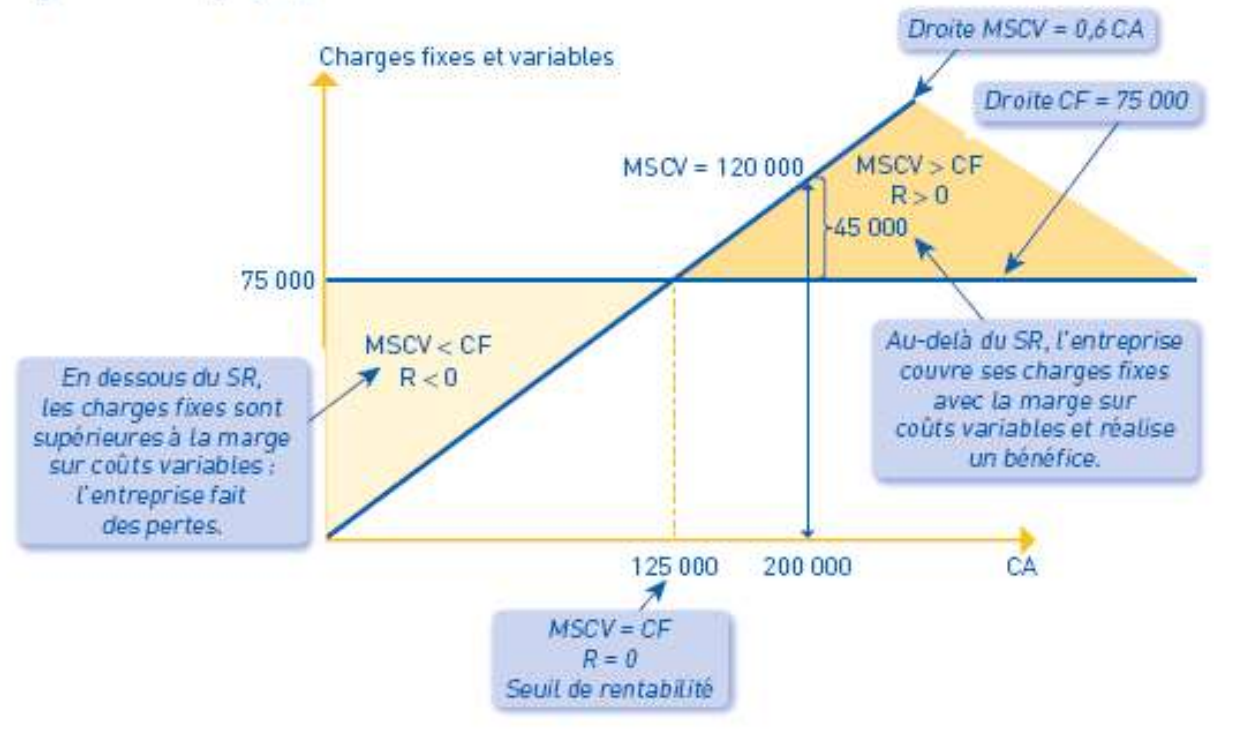 Droite MSCV = 0,6 CA
Charges fixes et variables
Droite CF = 75 000
MSCV = 120 000
MSCV > CF
R > 0
45 000
75 000
MSCV < CF
R < 0
En dessous du SR,
les charges fixes sont
supérieures à la marge
sur coûts variables :
l'entreprise fait
des pertes.
Au-delà du SR, l'entreprise
couvre ses charges fixes
avec la marge sur
coûts variables et réalise
un bénéfice.
125 000
200 000
CA
MSCV = CF
R = 0
Seuil de rentabilité